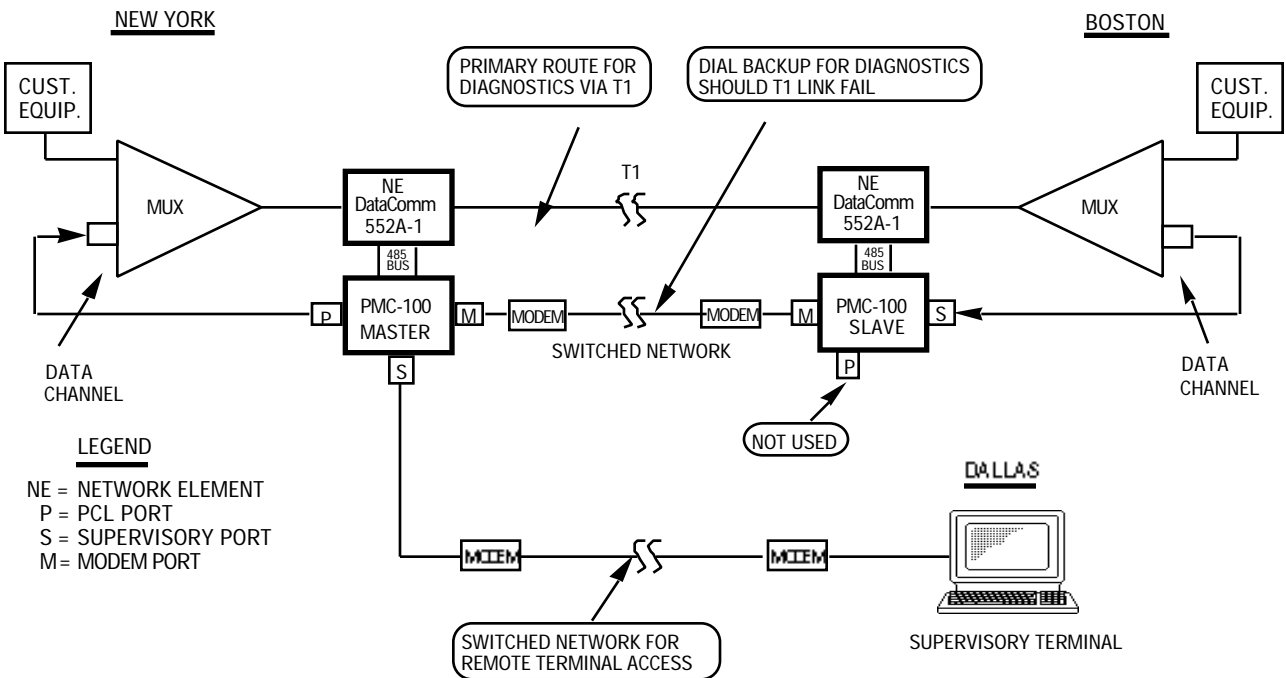 NEW YORK
BOSTON
CUST.
EQUIP.
PRIMARY ROUTE FOR
DIAGNOSTICS VIA T1
DIAL BACKUP FOR DIAGNOSTICS
SHOULD T1 LINK FAIL
CUST.
EQUIP.
MUX
NE
DataComm
552A-1
T1
NE
DataComm
552A-1
MUX
485
BUS
485
BUS
P
PMC-100
MASTER
M
MODEM
MODEM
M
PMC-100
SLAVE
S
SWITCHED NETWORK
S
P
DATA
CHANNEL
DATA
CHANNEL
NOT USED
LEGEND
NE = NETWORK ELEMENT
P = PCL PORT
S = SUPERVISORY PORT
M= MODEM PORT
DALLAS
MODEM
MODEM
SWITCHED NETWORK FOR
REMOTE TERMINAL ACCESS
SUPERVISORY TERMINAL